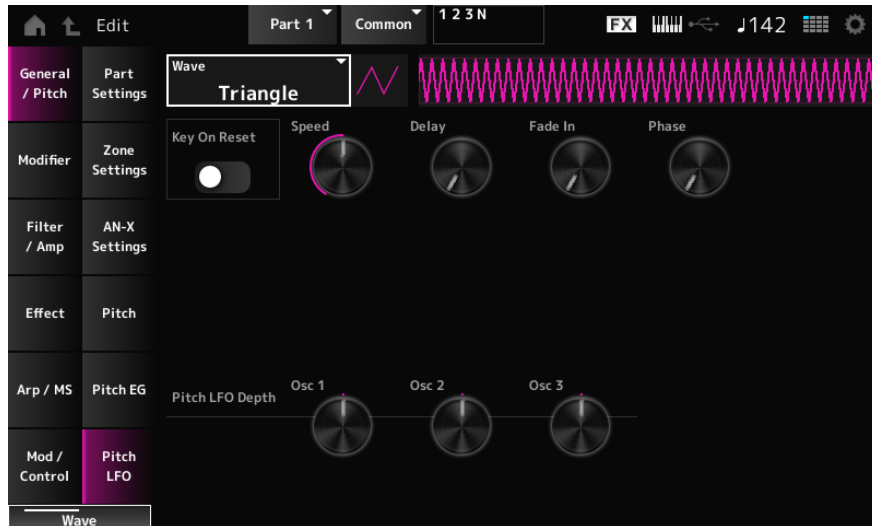 Edit
Part 1
Common
1 2 3 N
FX
♩142
General
/ Pitch
Part
Settings
Wave
Triangle
Modifier
Zone
Settings
Key On Reset
Speed
Delay
Fade In
Phase
Filter
/ Amp
AN-X
Settings
Effect
Pitch
Arp / MS
Pitch EG
Pitch LFO Depth
Osc 1
Osc 2
Osc 3
Mod /
Control
Pitch
LFO
Wave